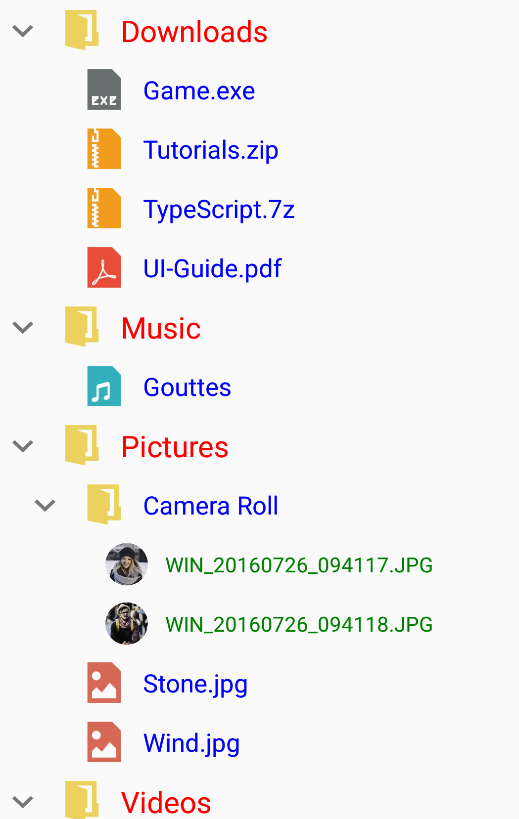 Downloads
EXE Game.exe
Tutorials.zip
TypeScript.7z
UI-Guide.pdf
Music
Gouttes
Pictures
Camera Roll
WIN_20160726_094117.JPG
WIN_20160726_094118.JPG
Stone.jpg
Wind.jpg
Videos